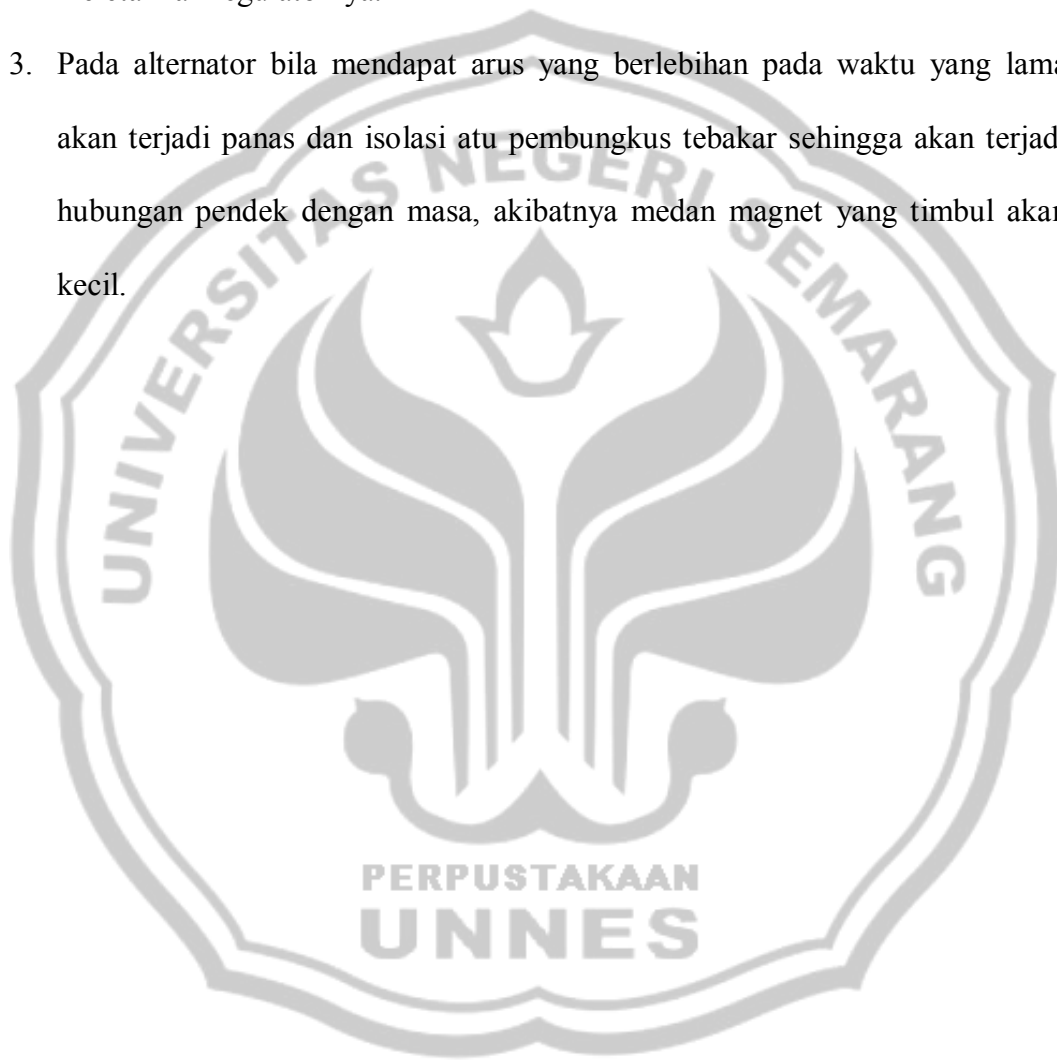 3. Pada alternator bila mendapat arus yang berlebihan pada waktu yang lama
akan terjadi panas dan isolasi atu pembungkus tebakar sehingga akan terjad
hubungan pendek dengan masa, akibatnya medan magnet yang timbul akan
kecil.
UNIVERSITAS NEGERI SEMARANG
PERPUSTAKAAN
UNNES